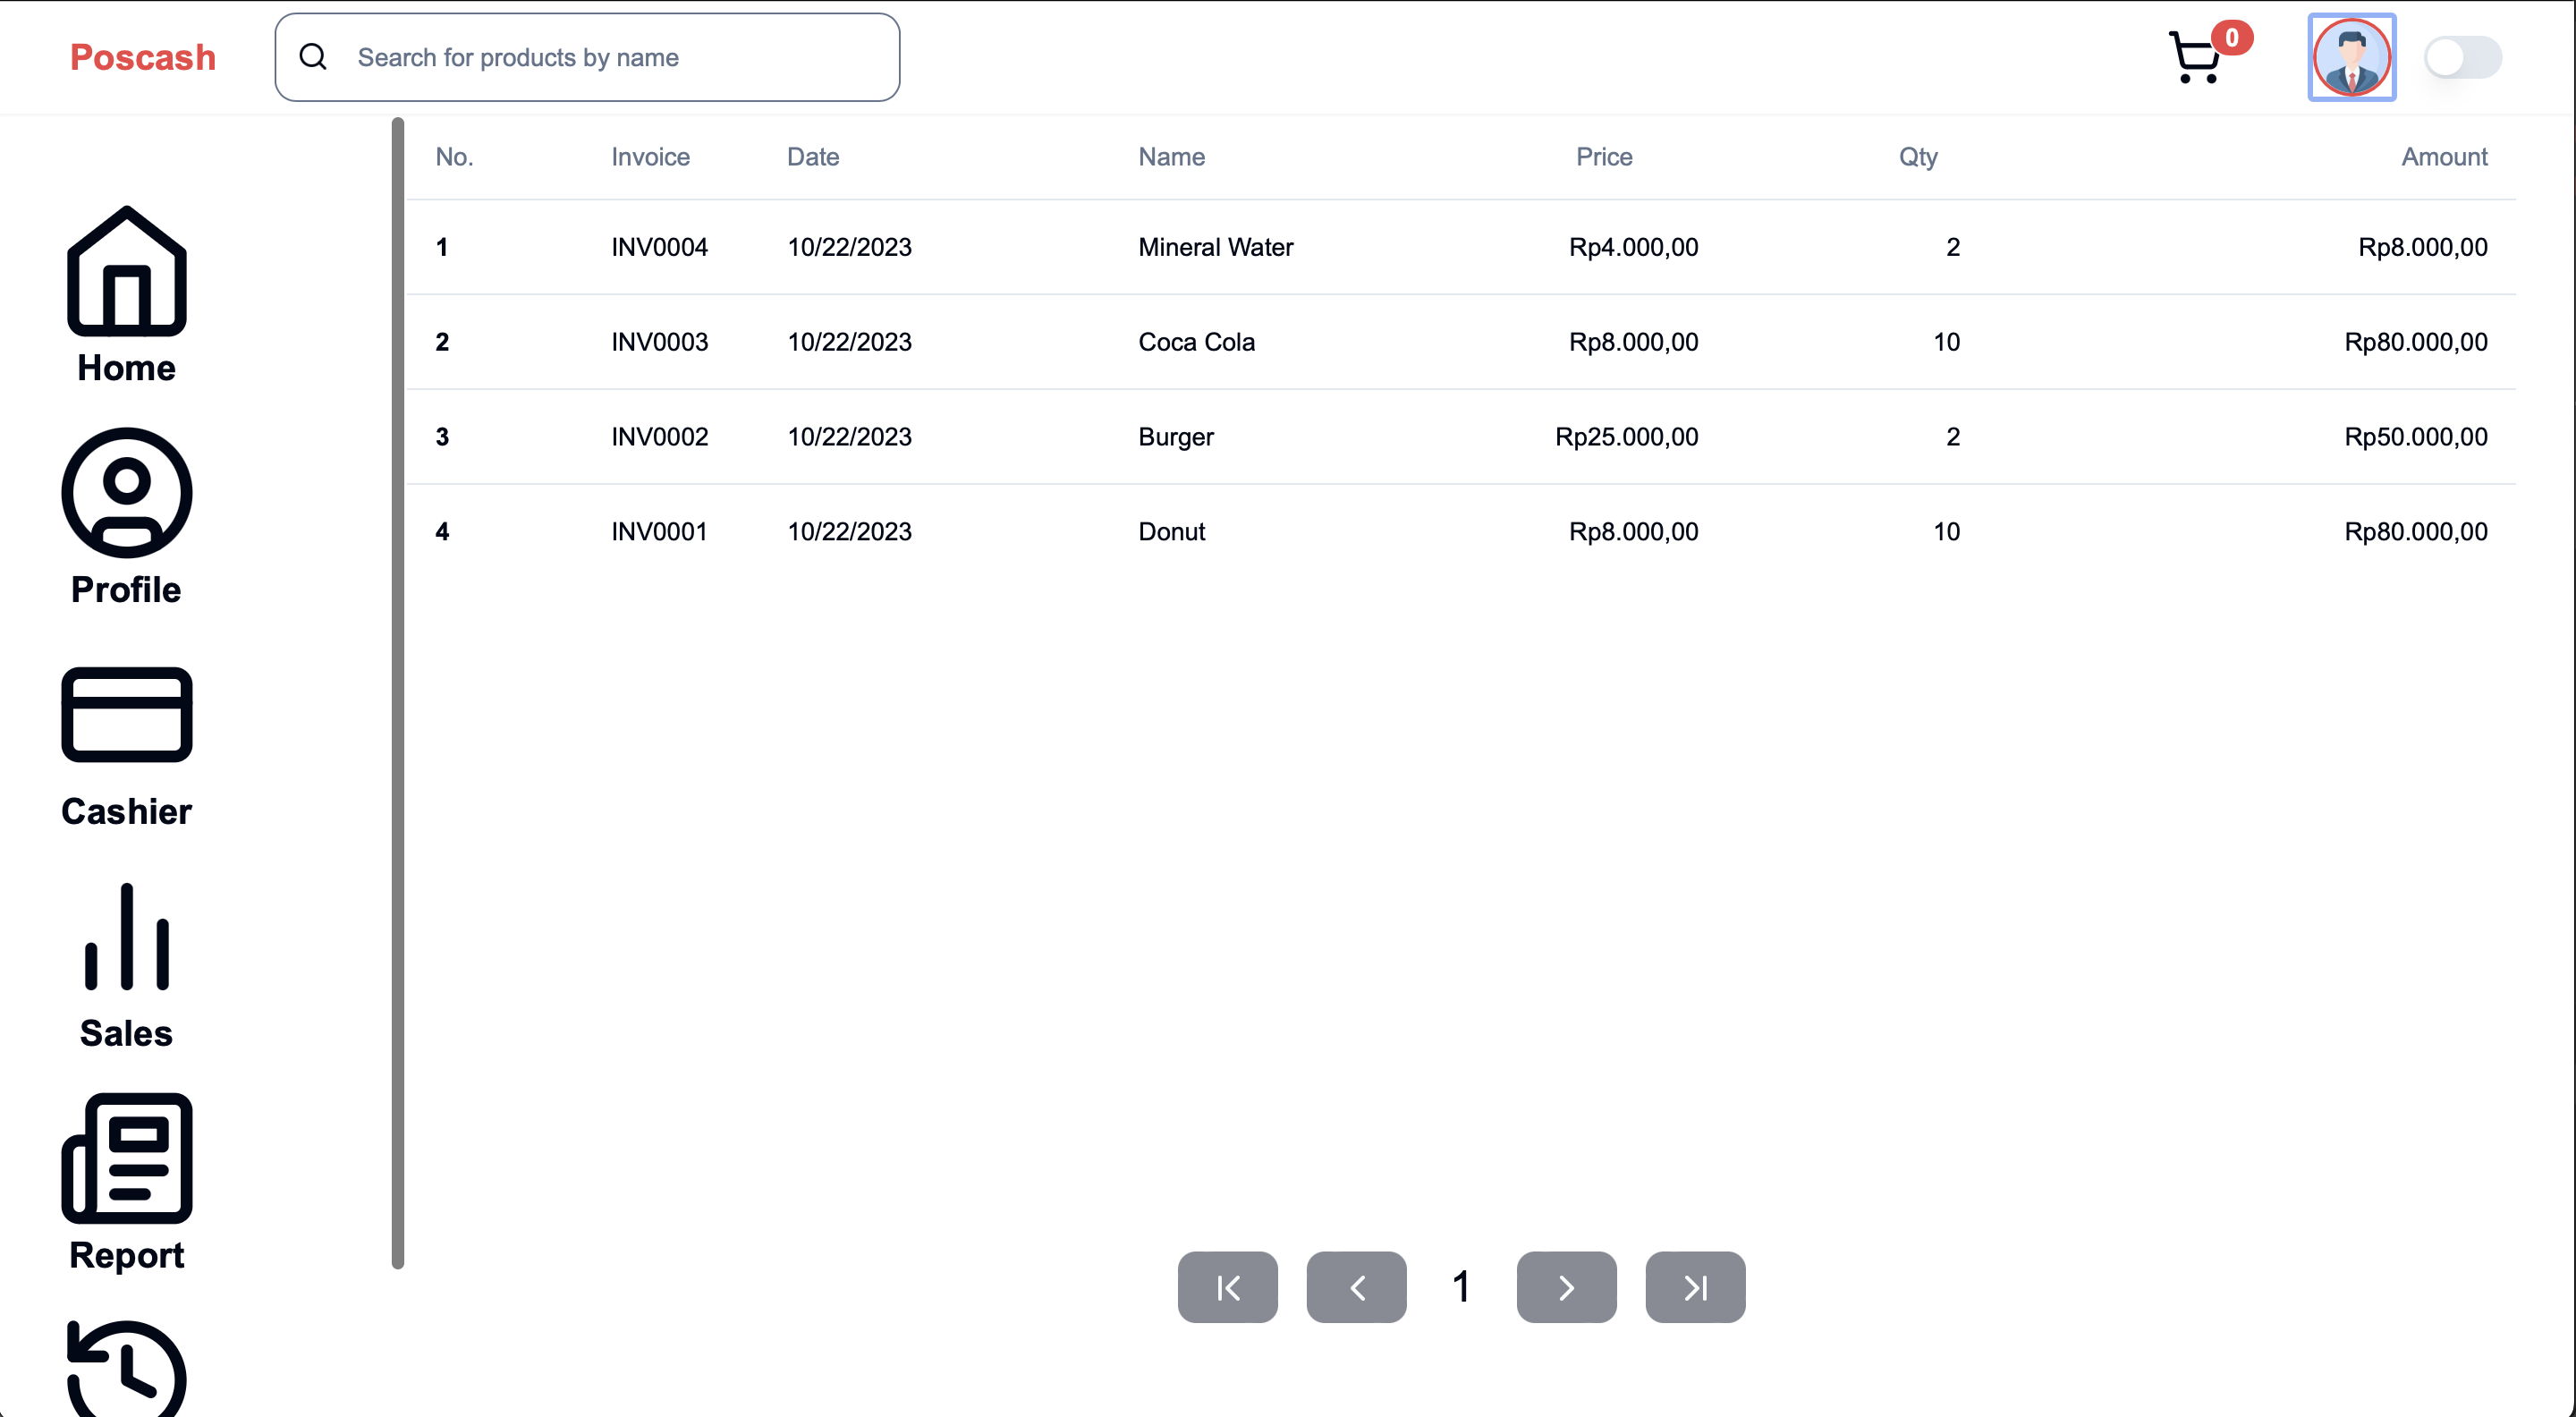 Poscash
Search for products by name
0
No. Invoice Date Name Price Qty Amount
1 INV0004 10/22/2023 Mineral Water Rp4.000,00 2 Rp8.000,00
2 INV0003 10/22/2023 Coca Cola Rp8.000,00 10 Rp80.000,00
3 INV0002 10/22/2023 Burger Rp25.000,00 2 Rp50.000,00
4 INV0001 10/22/2023 Donut Rp8.000,00 10 Rp80.000,00
Home
Profile
Cashier
Sales
Report
1